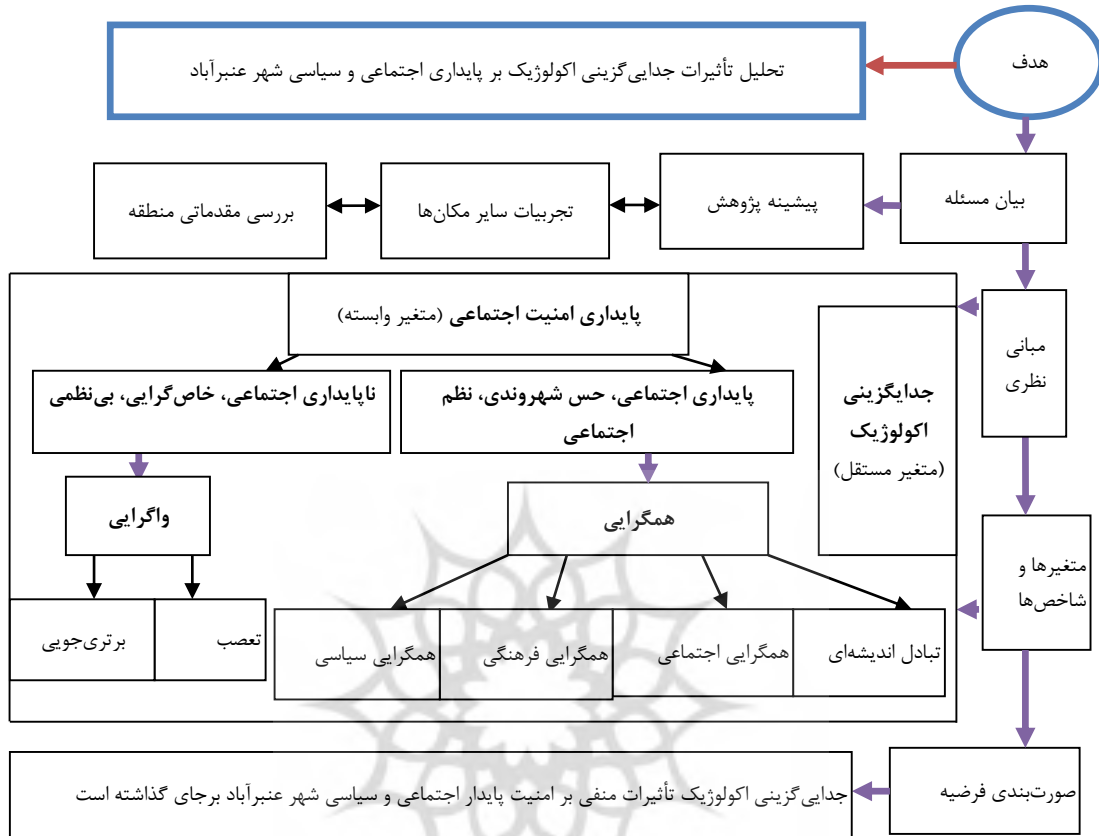 هدف
تحلیل تأثیرات جدایی‌گزینی اکولوژیک بر پایداری اجتماعی و سیاسی شهر عنبرآباد
بیان مسئله
پیشینه پژوهش
تجربیات سایر مکان‌ها
بررسی مقدماتی منطقه
مبانی
نظری
جدایگزینی
اکولوژیک
(متغیر مستقل)
پایداری امنیت اجتماعی (متغیر وابسته)
پایداری اجتماعی، حس شهروندی، نظم
اجتماعی
ناپایداری اجتماعی، خاص‌گرایی، بی‌نظمی
همگرایی
واگرایی
متغیرها و
شاخص‌ها
تبادل اندیشه‌ای
همگرایی اجتماعی
همگرایی فرهنگی
همگرایی سیاسی
تعصب
برتری‌جویی
صورت‌بندی فرضیه
جدایی‌گزینی اکولوژیک تأثیرات منفی بر امنیت پایدار اجتماعی و سیاسی شهر عنبرآباد برجای گذاشته است